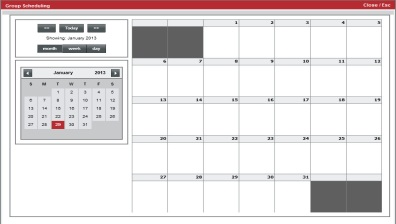 Group Scheduling
Close / Esc
<< Today >>
Showing: January 2013
month week day
January 2013
S M T W T F S
1 2 3 4 5
6 7 8 9 10 11 12
13 14 15 16 17 18 19
20 21 22 23 24 25 26
27 28 29 30 31
1 2 3 4 5
6 7 8 9 10 11 12
13 14 15 16 17 18 19
20 21 22 23 24 25 26
27 28 29 30 31